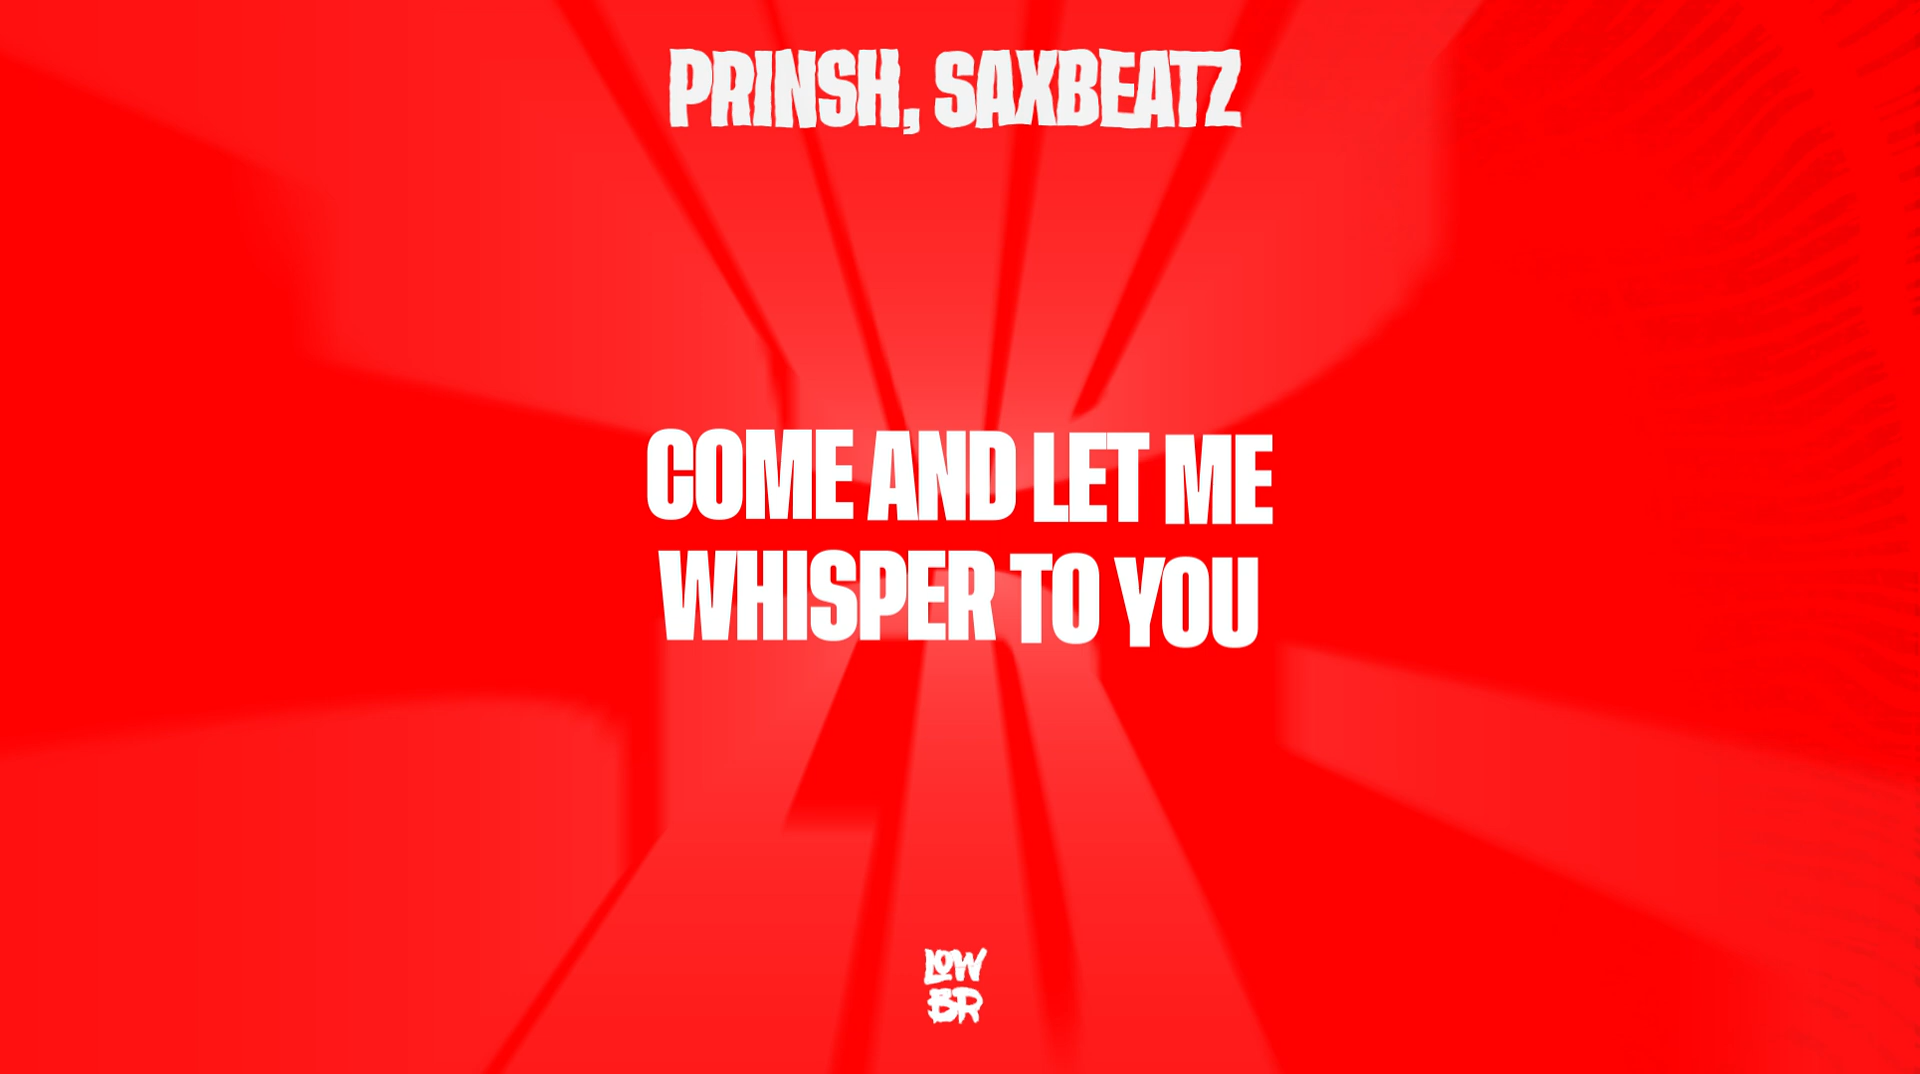 PRINSH, SAXBEATZ
COME AND LET ME
WHISPER TO YOU
LOW
BR